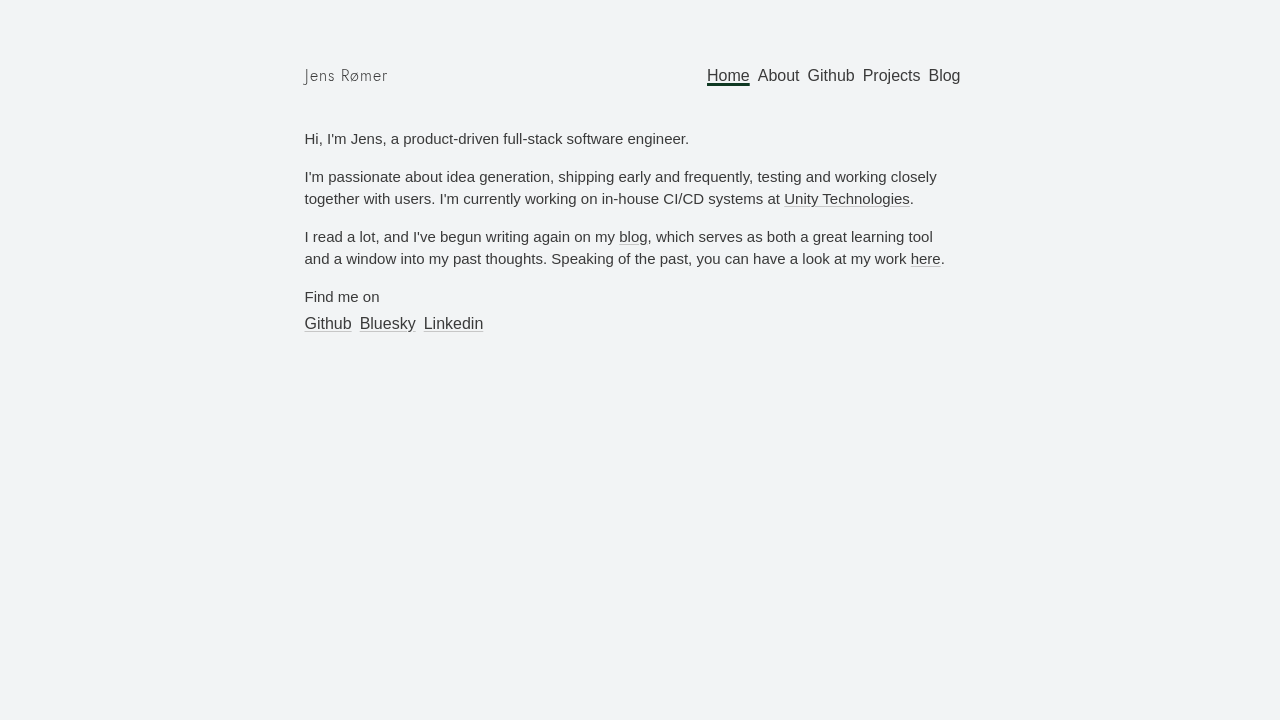 Jens Rømer
Home About Github Projects Blog
Hi, I'm Jens, a product-driven full-stack software engineer.
I'm passionate about idea generation, shipping early and frequently, testing and working closely
together with users. I'm currently working on in-house CI/CD systems at Unity Technologies.
I read a lot, and I've begun writing again on my blog, which serves as both a great learning tool
and a window into my past thoughts. Speaking of the past, you can have a look at my work here.
Find me on
Github Bluesky Linkedin